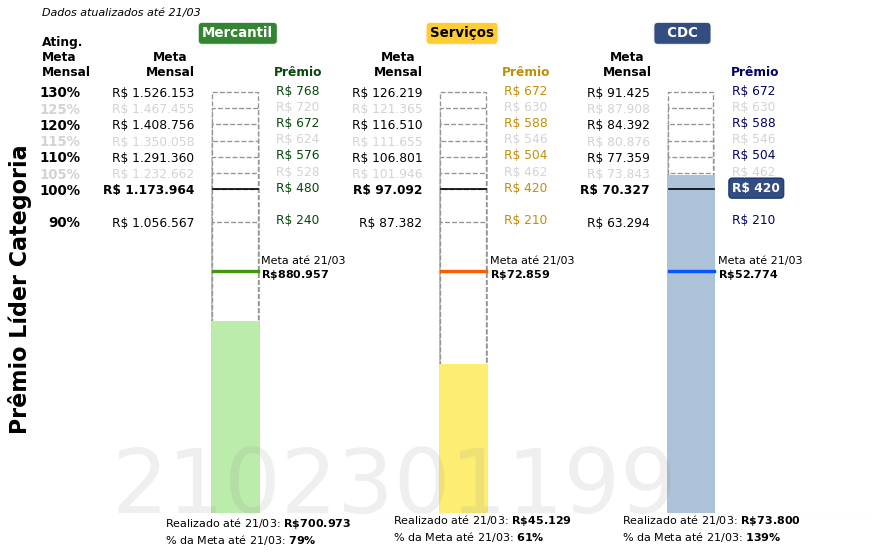 Dados atualizados até 21/03
Mercantil Serviços CDC
Ating. Meta Mensal
Meta Mensal Prêmio Meta Mensal Prêmio Meta Mensal Prêmio
130% R$ 1.526.153 R$ 768 R$ 126.219 R$ 672 R$ 91.425 R$ 672
125% R$ 1.467.455 R$ 720 R$ 121.365 R$ 630 R$ 87.908 R$ 630
120% R$ 1.408.756 R$ 672 R$ 116.510 R$ 588 R$ 84.392 R$ 588
115% R$ 1.350.058 R$ 624 R$ 111.655 R$ 546 R$ 80.876 R$ 546
110% R$ 1.291.360 R$ 576 R$ 106.801 R$ 504 R$ 77.359 R$ 504
105% R$ 1.232.662 R$ 528 R$ 101.946 R$ 462 R$ 73.843 R$ 462
100% R$ 1.173.964 R$ 480 R$ 97.092 R$ 420 R$ 70.327 R$ 420
90% R$ 1.056.567 R$ 240 R$ 87.382 R$ 210 R$ 63.294 R$ 210
Meta até 21/03 Meta até 21/03 Meta até 21/03
R$880.957 R$72.859 R$52.774
Prêmio Líder Categoria
2102301199
Realizado até 21/03: R$700.973 Realizado até 21/03: R$45.129 Realizado até 21/03: R$73.800
% da Meta até 21/03: 79% % da Meta até 21/03: 61% % da Meta até 21/03: 139%